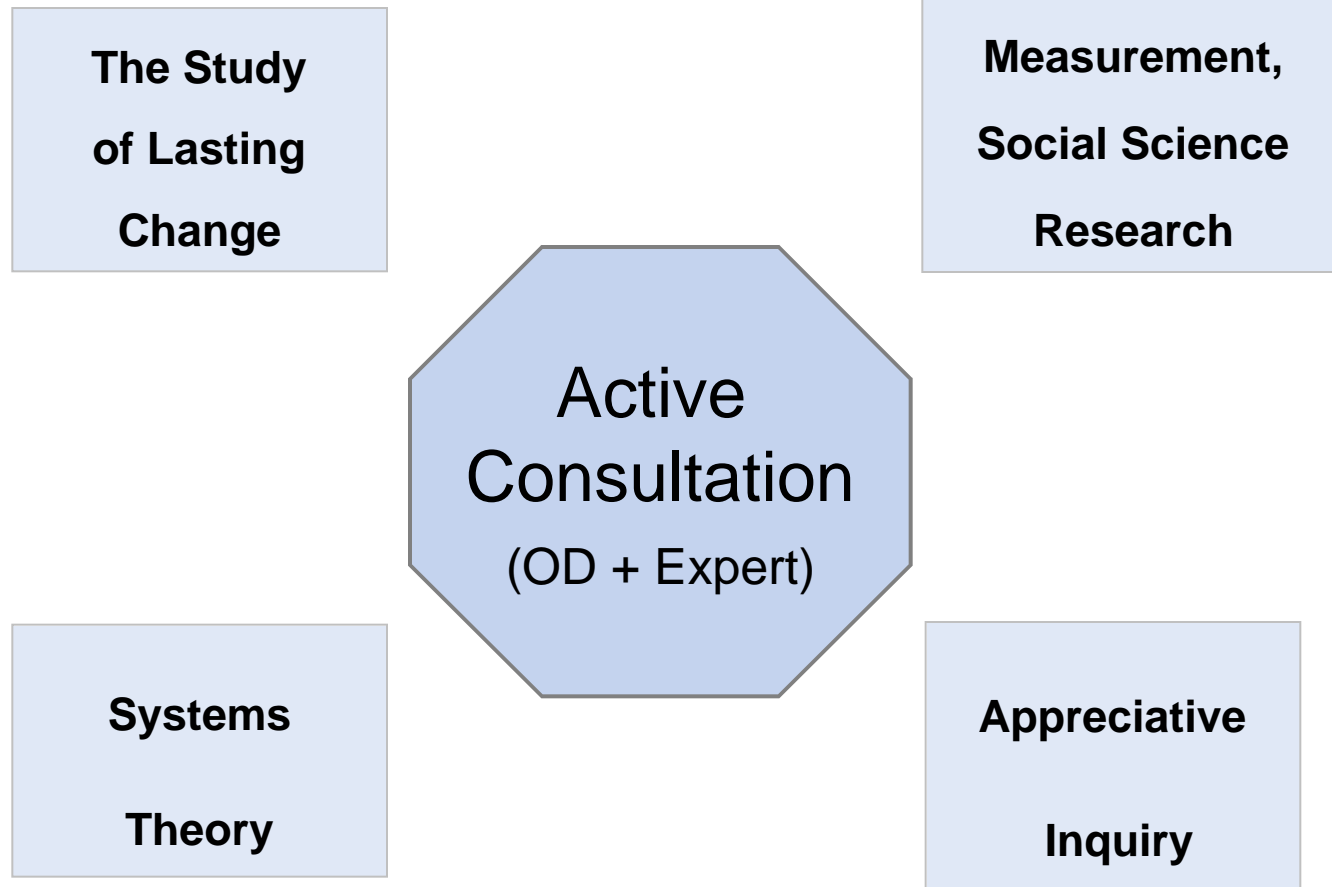 The Study
of Lasting
Change
Measurement,
Social Science
Research
Active
Consultation
(OD + Expert)
Systems
Theory
Appreciative
Inquiry